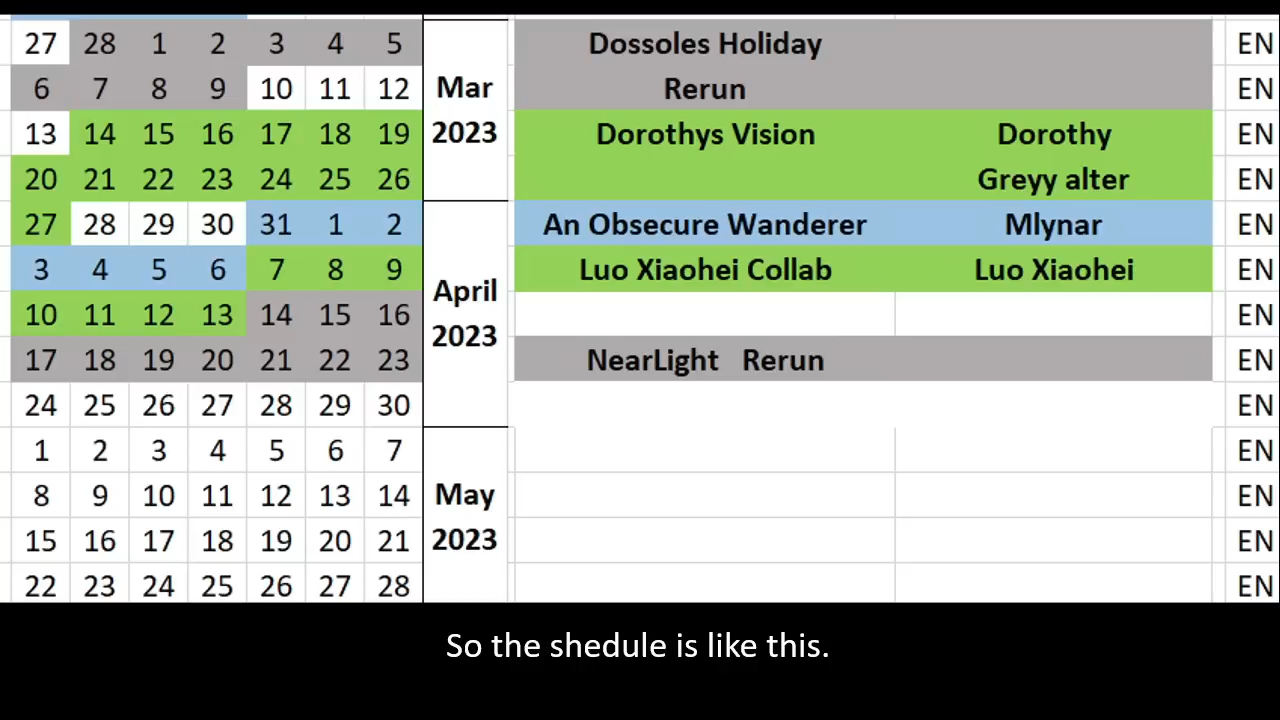 27 28 1 2 3 4 5 Dossoles Holiday EN
6 7 8 9 10 11 12 Mar Rerun EN
13 14 15 16 17 18 19 2023 Dorothys Vision Dorothy EN
20 21 22 23 24 25 26 Greyy alter EN
27 28 29 30 31 1 2 An Obsecure Wanderer Mlynar EN
3 4 5 6 7 8 9 April Luo Xiaohei Collab Luo Xiaohei EN
10 11 12 13 14 15 16 2023 EN
17 18 19 20 21 22 23 NearLight Rerun EN
24 25 26 27 28 29 30 EN
1 2 3 4 5 6 7 EN
8 9 10 11 12 13 14 May EN
15 16 17 18 19 20 21 2023 EN
22 23 24 25 26 27 28 EN
So the shedule is like this.